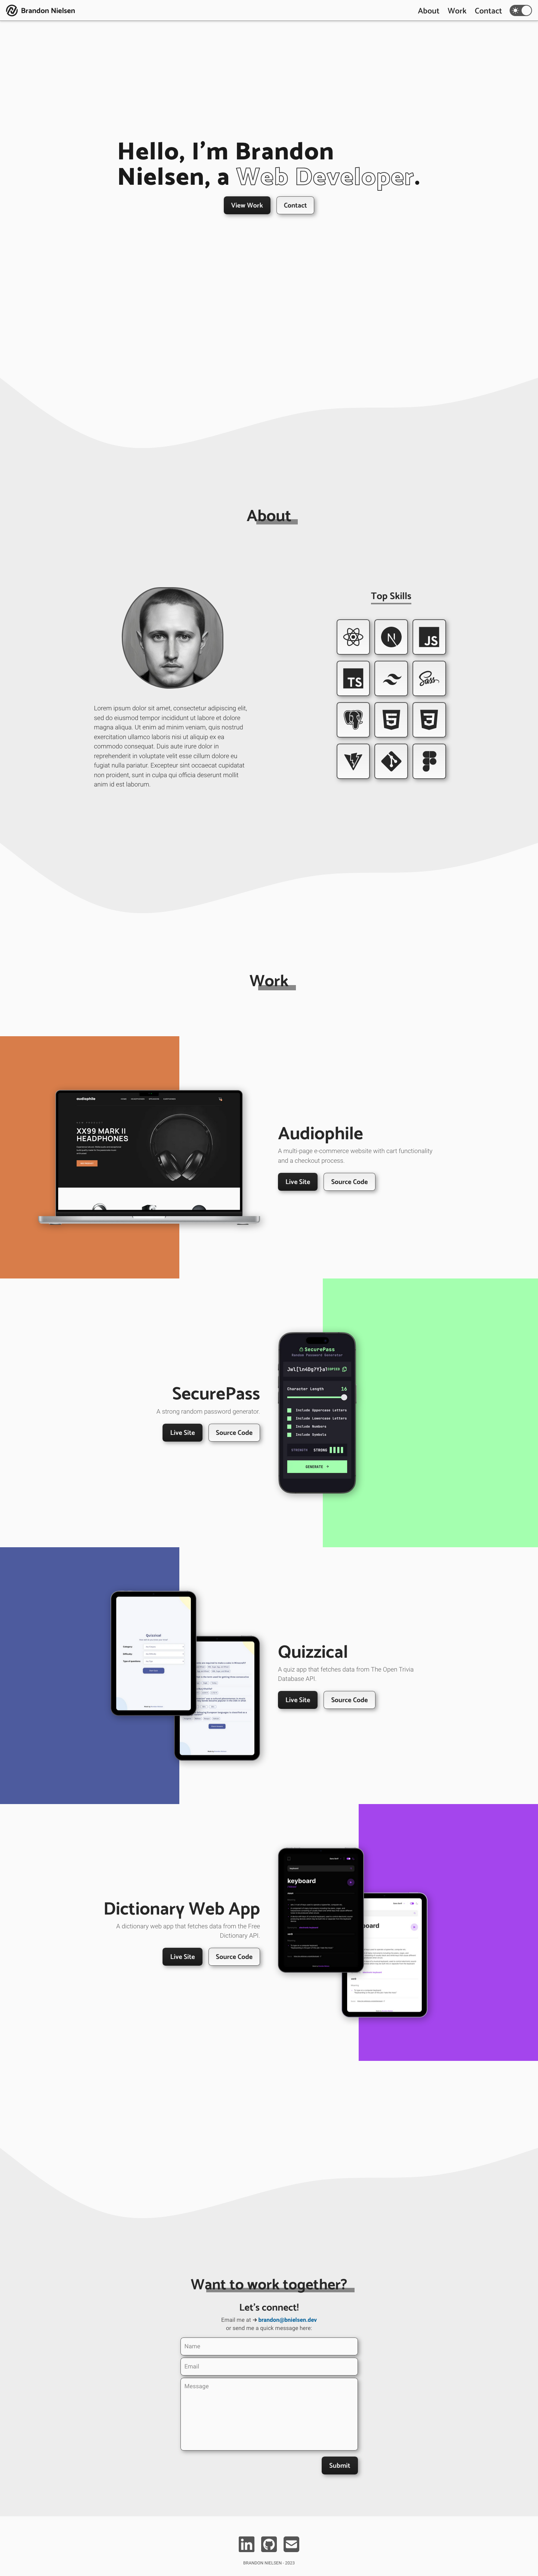 Brandon Nielsen
About Work Contact
Hello, I'm Brandon
Nielsen, a Web Developer.
View Work Contact
About
Lorem ipsum dolor sit amet, consectetur adipiscing elit,
sed do eiusmod tempor incididunt ut labore et dolore
magna aliqua. Ut enim ad minim veniam, quis nostrud
exercitation ullamco laboris nisi ut aliquip ex ea
commodo consequat. Duis aute irure dolor in
reprehenderit in voluptate velit esse cillum dolore eu
fugiat nulla pariatur. Excepteur sint occaecat cupidatat
non proident, sunt in culpa qui officia deserunt mollit
anim id est laborum.
Top Skills
N JS
TS Sass
5 3
Work
audiophile
XX99 MARK II
HEADPHONES
Audiophile
A multi-page e-commerce website with cart functionality
and a checkout process.
Live Site Source Code
SecurePass
A strong random password generator.
Live Site Source Code
SecurePass
Random Password Generator
COPIED
Character Length 16
Include Uppercase Letters
Include Lowercase Letters
Include Numbers
Include Symbols
STRENGTH STRONG
GENERATE →
Quizzical
Quizzical
A quiz app that fetches data from The Open Trivia
Database API.
Live Site Source Code
Dictionary Web App
A dictionary web app that fetches data from the Free
Dictionary API.
Live Site Source Code
keyboard
keyboard
noun
verb
board
Want to work together?
Let's connect!
Email me at → brandon@bnielsen.dev
or send me a quick message here:
Name
Email
Message
Submit
in
BRANDON NIELSEN - 2023